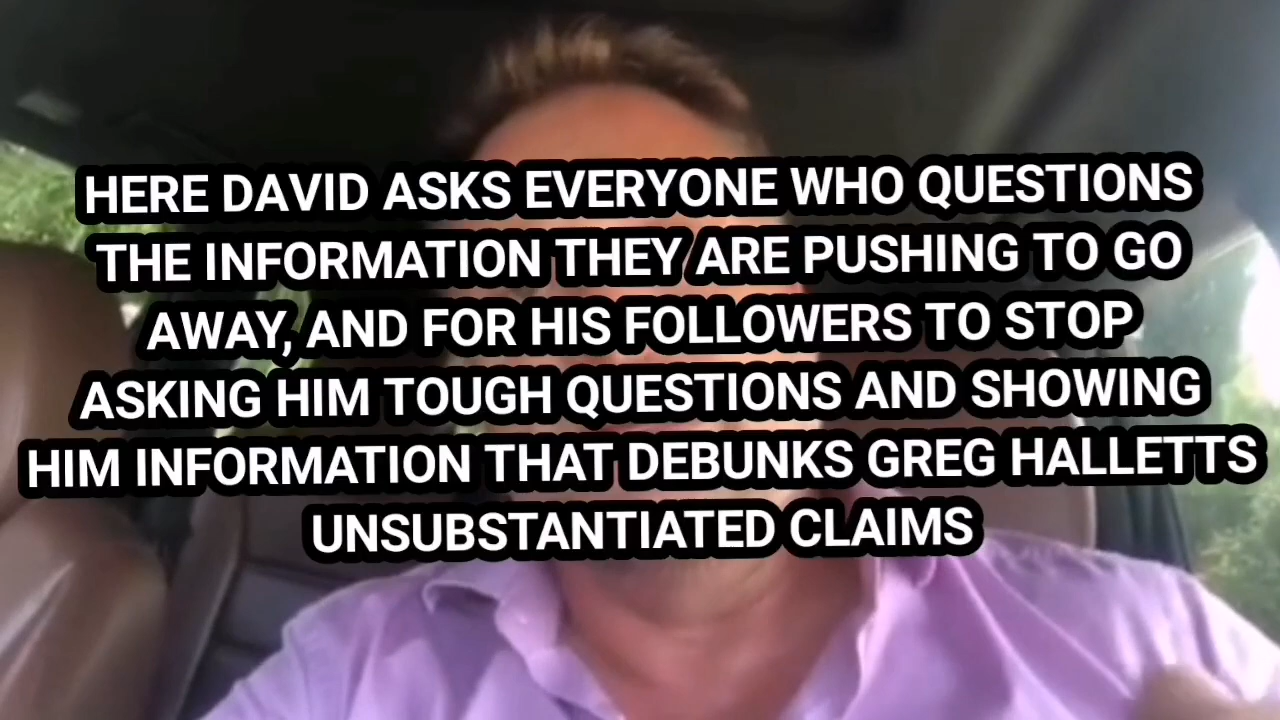 HERE DAVID ASKS EVERYONE WHO QUESTIONS
THE INFORMATION THEY ARE PUSHING TO GO
AWAY, AND FOR HIS FOLLOWERS TO STOP
ASKING HIM TOUGH QUESTIONS AND SHOWING
HIM INFORMATION THAT DEBUNKS GREG HALLETTS
UNSUBSTANTIATED CLAIMS